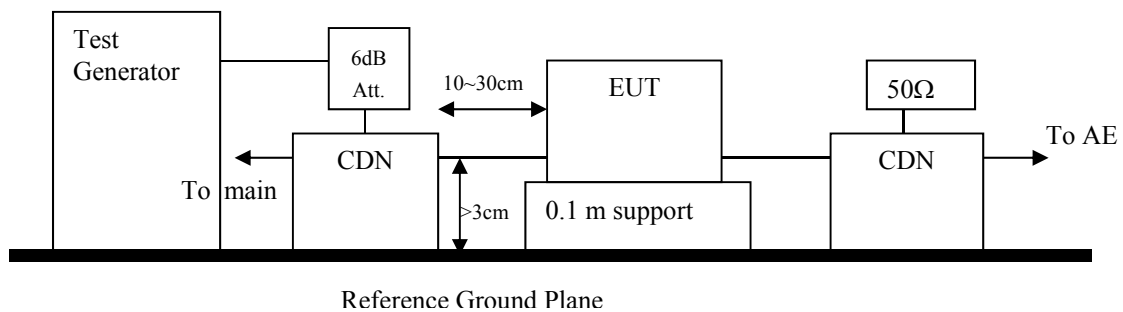 Test
Generator
6dB
Att.
10~30cm
EUT
50Ω
To AE
CDN
CDN
To main
>3cm
0.1 m support
Reference Ground Plane